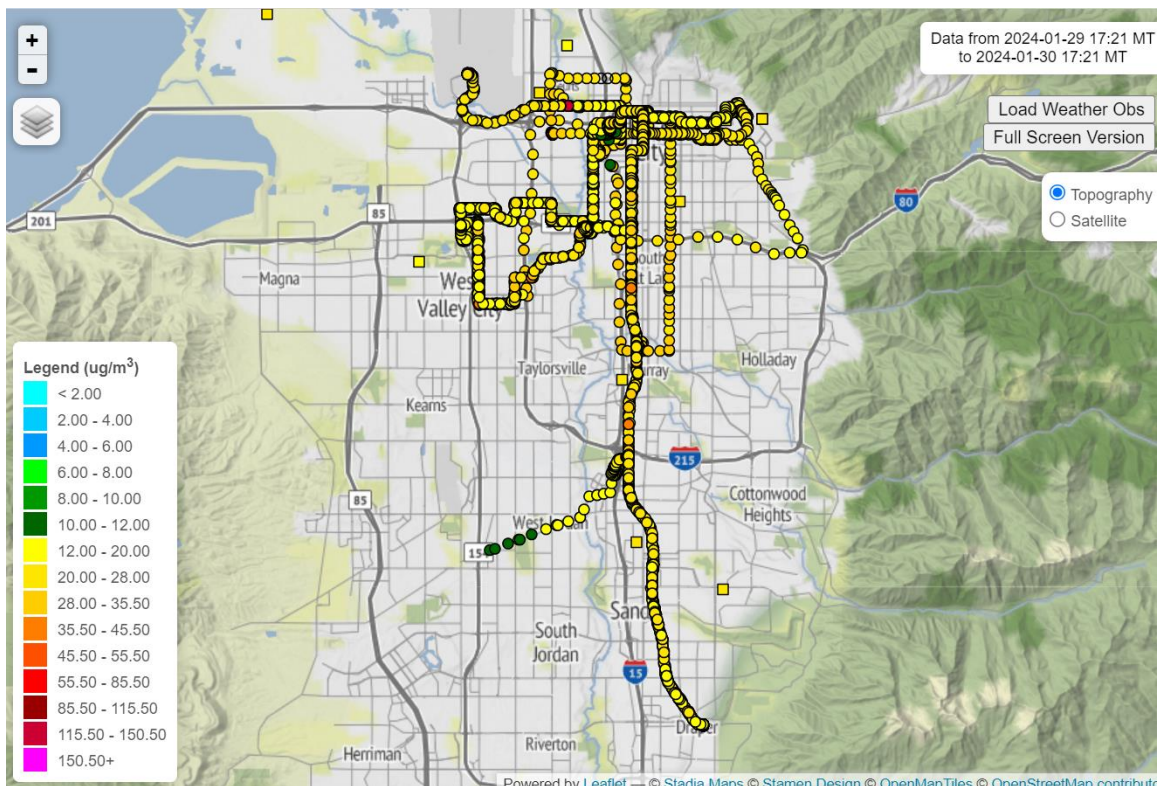 +
-
Data from 2024-01-29 17:21 MT
to 2024-01-30 17:21 MT
Load Weather Obs
Full Screen Version
Topography
Satellite
80
201
85
Magna
West
Valley City
South
t Lake
City
Taylorsville
Murray
Holladay
Kearns
215
85
Cottonwood
Heights
West Jordan
154
Sand
South
Jordan
15
Draper
Riverton
Herriman
Legend (ug/m³)
< 2.00
2.00 - 4.00
4.00 - 6.00
6.00 - 8.00
8.00 - 10.00
10.00 - 12.00
12.00 - 20.00
20.00 - 28.00
28.00 - 35.50
35.50 - 45.50
45.50 - 55.50
55.50 - 85.50
85.50 - 115.50
115.50 - 150.50
150.50+
Powered by Leaflet — © Stadia Maps © Stamen Design © OpenMapTiles © OpenStreetMap contributo